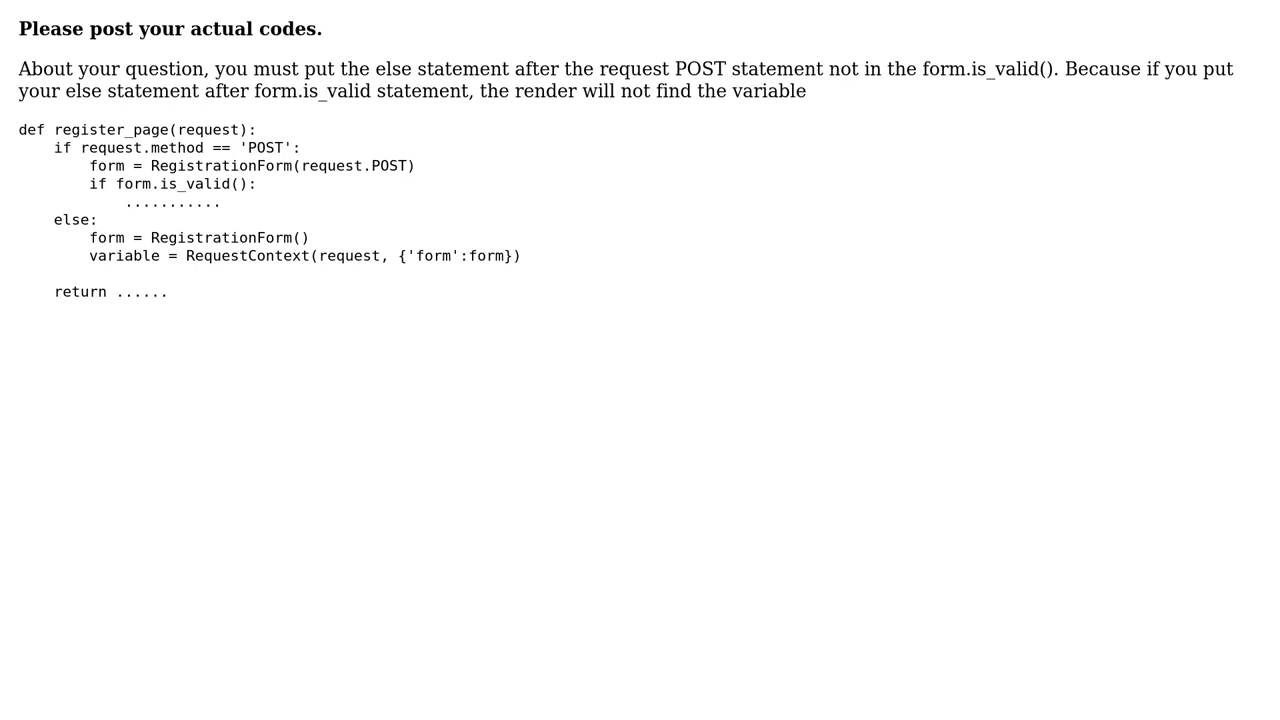 Please post your actual codes.
About your question, you must put the else statement after the request POST statement not in the form.is_valid(). Because if you put
your else statement after form.is_valid statement, the render will not find the variable
def register_page(request):
    if request.method == 'POST':
        form = RegistrationForm(request.POST)
        if form.is_valid():
            ...........
    else:
        form = RegistrationForm()
        variable = RequestContext(request, {'form':form})
    return ......